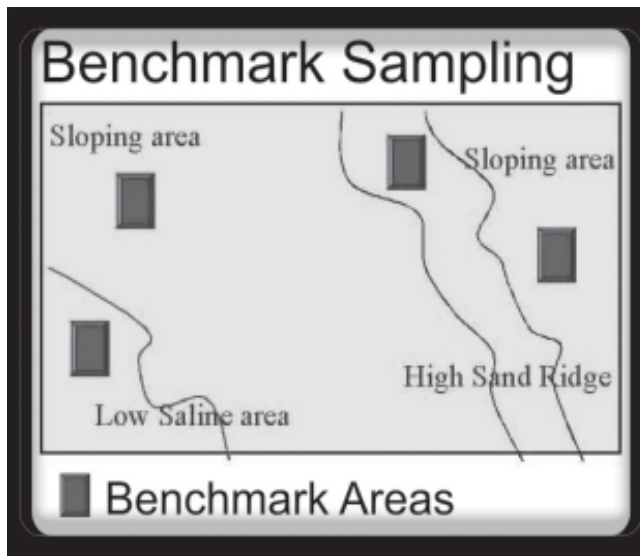 Benchmark Sampling
Sloping area
Sloping area
High Sand Ridge
Low Saline area
Benchmark Areas